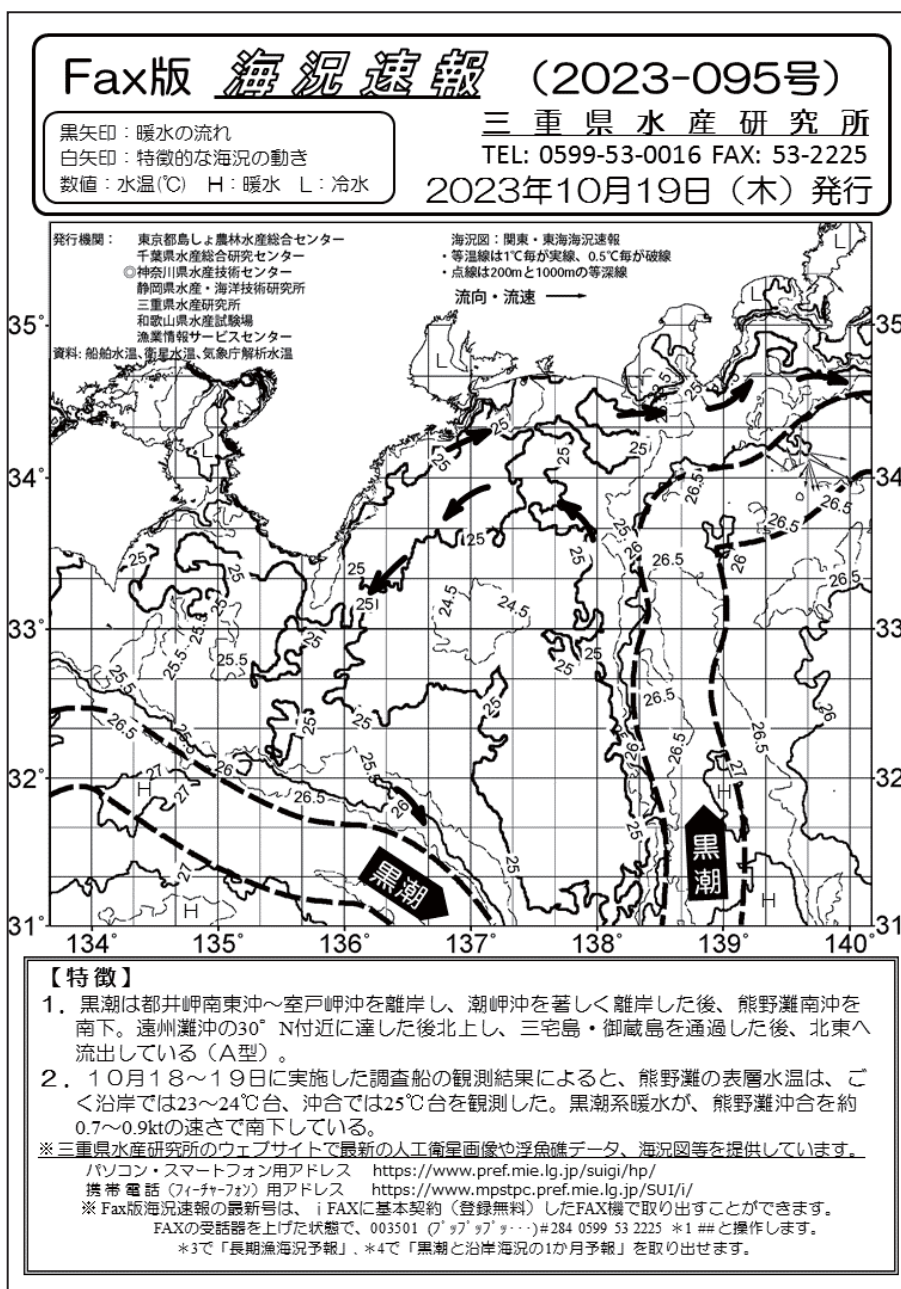 Fax版 海況速報 (2023-095号)
黒矢印：暖水の流れ
白矢印：特徴的な海況の動き
数値：水温(℃) H：暖水 L：冷水
三重県水産研究所
TEL: 0599-53-0016 FAX: 53-2225
2023年10月19日（木）発行
発行機関： 東京都島しょ農林水産総合センター
千葉県水産総合研究センター
◎神奈川県水産技術センター
静岡県水産・海洋技術研究所
三重県水産研究所
和歌山県水産試験場
漁業情報サービスセンター
資料: 船舶水温、衛星水温、気象庁解析水温
海況図：関東・東海海況速報
・等温線は1℃毎が実線、0.5℃毎が破線
・点線は200mと1000mの等深線
流向・流速
35°
35°
34°
34°
33°
33°
32°
32°
31°
31°
134° 135° 136° 137° 138° 139° 140°
黒潮
黒潮
【特徴】
1．黒潮は都井岬南東沖～室戸岬沖を離岸し、潮岬沖を著しく離岸した後、熊野灘南沖を
南下。遠州灘沖の30°N付近に達した後北上し、三宅島・御蔵島を通過した後、北東へ
流出している（A型）。
2．10月18～19日に実施した調査船の観測結果によると、熊野灘の表層水温は、ご
く沿岸では23～24℃台、沖合では25℃台を観測した。黒潮系暖水が、熊野灘沖合を約
0.7～0.9ktの速さで南下している。
※三重県水産研究所のウェブサイトで最新の人工衛星画像や浮魚礁データ、海況図等を提供しています。
パソコン・スマートフォン用アドレス https://www.pref.mie.lg.jp/suigi/hp/
携帯電話（フィーチャーフォン）用アドレス https://www.mpstpc.pref.mie.lg.jp/SUI/i/
※ Fax版海況速報の最新号は、ｉFAXに基本契約（登録無料）したFAX機で取り出すことができます。
FAXの受話器を上げた状態で、003501 (ﾌﾟｯﾌﾟｯﾌﾟｯ･･･)＃284 0599 53 2225 ＊1 ##と操作します。
＊3で「長期漁海況予報」、＊4で「黒潮と沿岸海況の1か月予報」を取り出せます。